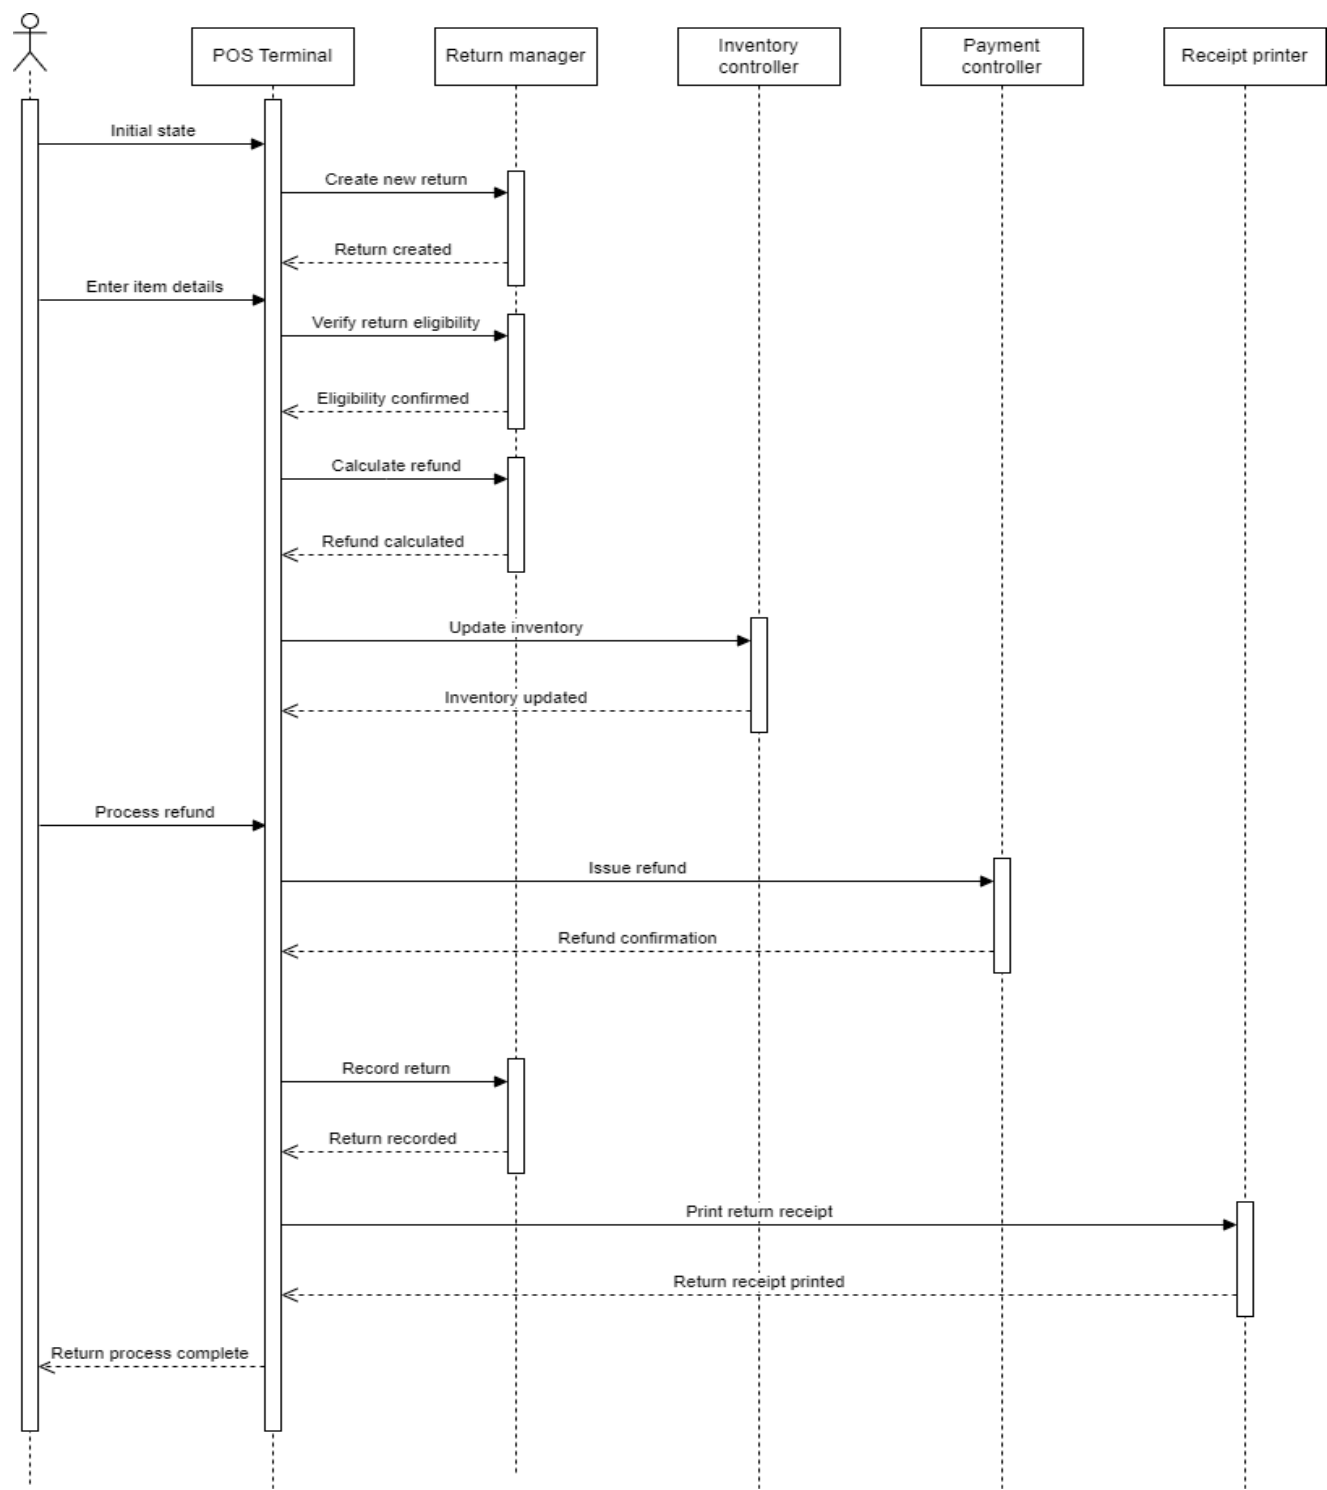 POS Terminal
Return manager
Inventory
controller
Payment
controller
Receipt printer
Initial state
Create new return
Return created
Enter item details
Verify return eligibility
Eligibility confirmed
Calculate refund
Refund calculated
Update inventory
Inventory updated
Process refund
Issue refund
Refund confirmation
Record return
Return recorded
Print return receipt
Return receipt printed
Return process complete